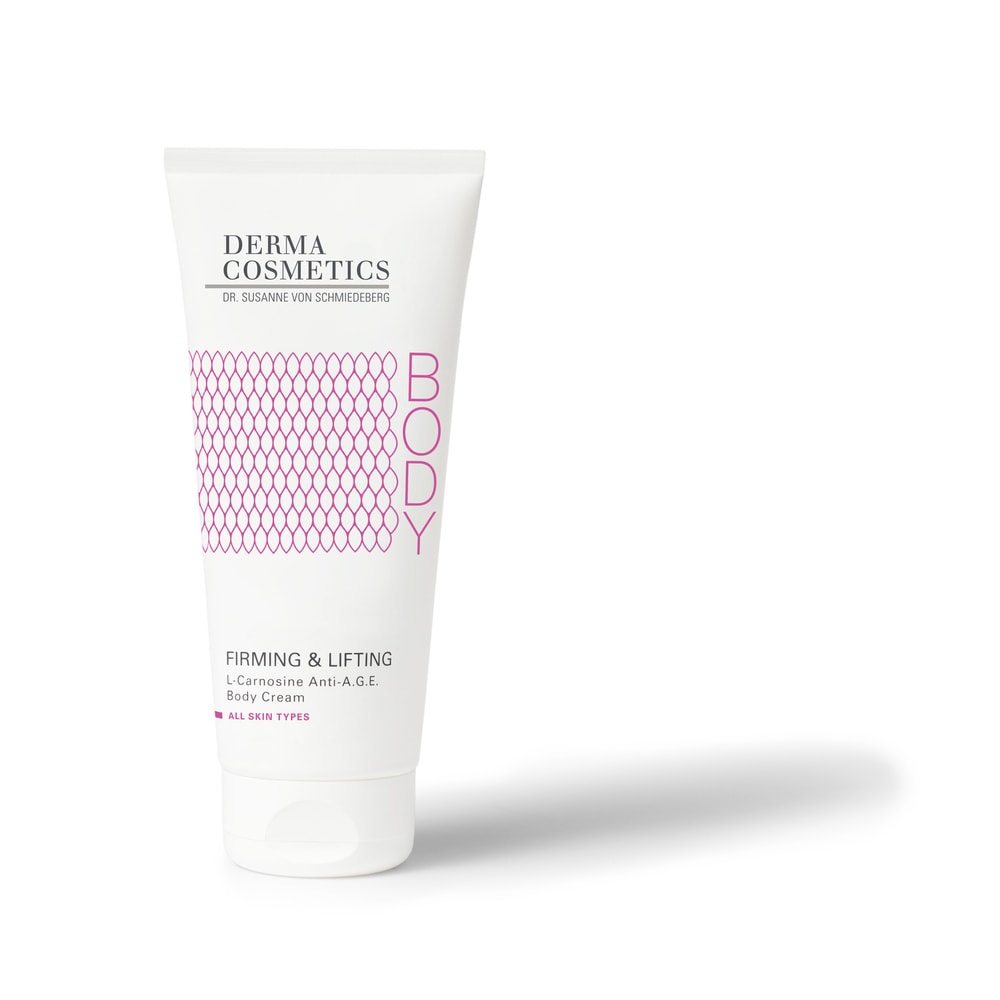 DERMA
COSMETICS
DR. SUSANNE VON SCHMIEDEBERG
BODY
FIRMING & LIFTING
L-Carnosine Anti-A.G.E.
Body Cream
ALL SKIN TYPES